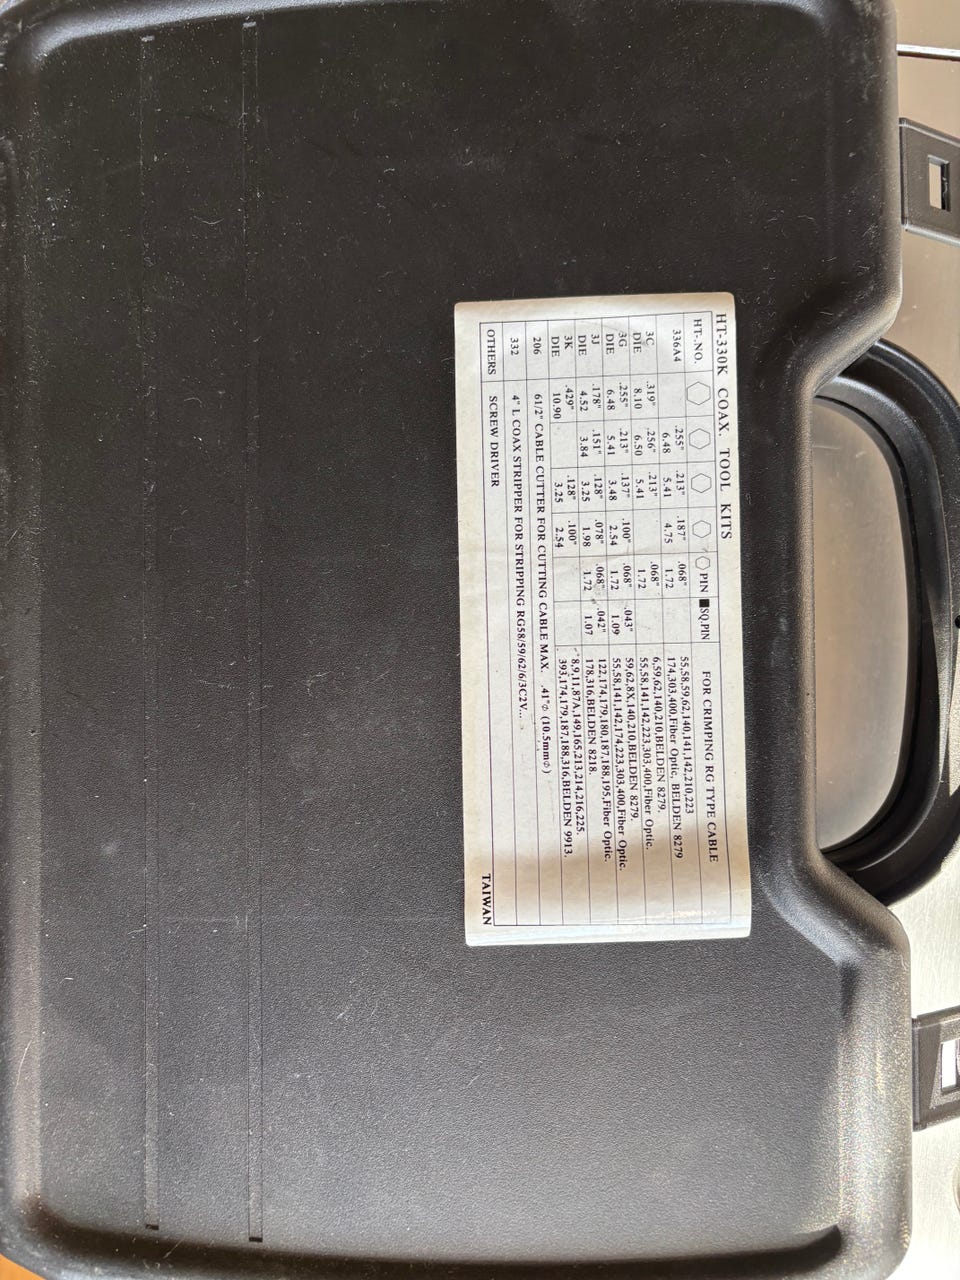 HT-330K COAX. TOOL KITS
HT-.NO. PIN ■SQ.PIN FOR CRIMPING RG TYPE CABLE
336A4 .255" .213" .187" .068" 55,58,59,62,140,141,142,210,223
6.48 5.41 4.75 1.72 174,303,400,Fiber Optic, BELDEN 8279
3C .319" .256" .213" .068" 6,59,62,140,210,BELDEN 8279.
DIE 8.10 6.50 5.41 1.72 55,58,141,142,223,303,400,Fiber Optic.
3G .255" .213" .137" .100" .068" .043" 59,62,8X,140,210,BELDEN 8279.
DIE 6.48 5.41 3.48 2.54 1.72 1.09 55,58,141,142,174,223,303,400,Fiber Optic.
3J .178" .151" .128" .078" .068" .042" 122,174,179,180,187,188,195,Fiber Optic.
DIE 4.52 3.84 3.25 1.98 1.72 1.07 178,316,BELDEN 8218.
3K .429" .128" .100" 8,9,11,87A,149,165,213,214,216,225.
DIE 10.90 3.25 2.54 393,174,179,187,188,316,BELDEN 9913.
206 61/2" CABLE CUTTER FOR CUTTING CABLE MAX. .41"⌀ (10.5mm⌀)
332 4" L COAX STRIPPER FOR STRIPPING RG58/59/62/6/3C2V...
OTHERS SCREW DRIVER
TAIWAN